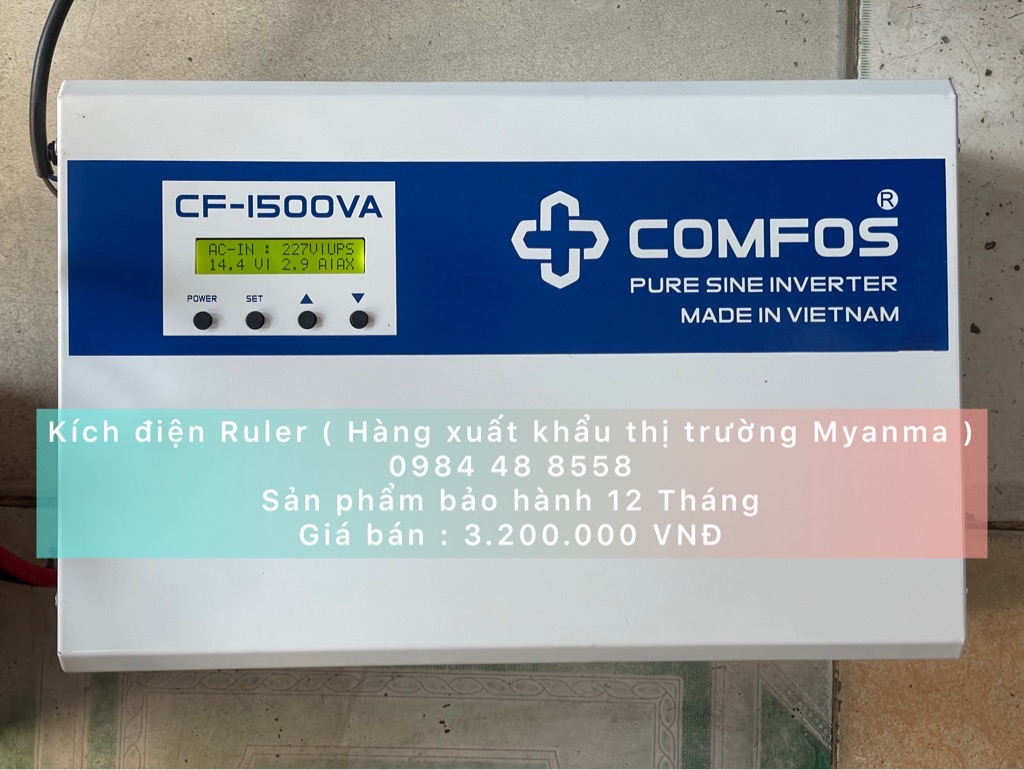 CF-1500VA
AC-IN : 227V|UPS
14.4 V| 2.9 A|AX
POWER SET ▲ ▼
COMFOS ®
PURE SINE INVERTER
MADE IN VIETNAM
Kích điện Ruler ( Hàng xuất khẩu thị trường Myanma )
0984 48 8558
Sản phẩm bảo hành 12 Tháng
Giá bán : 3.200.000 VNĐ